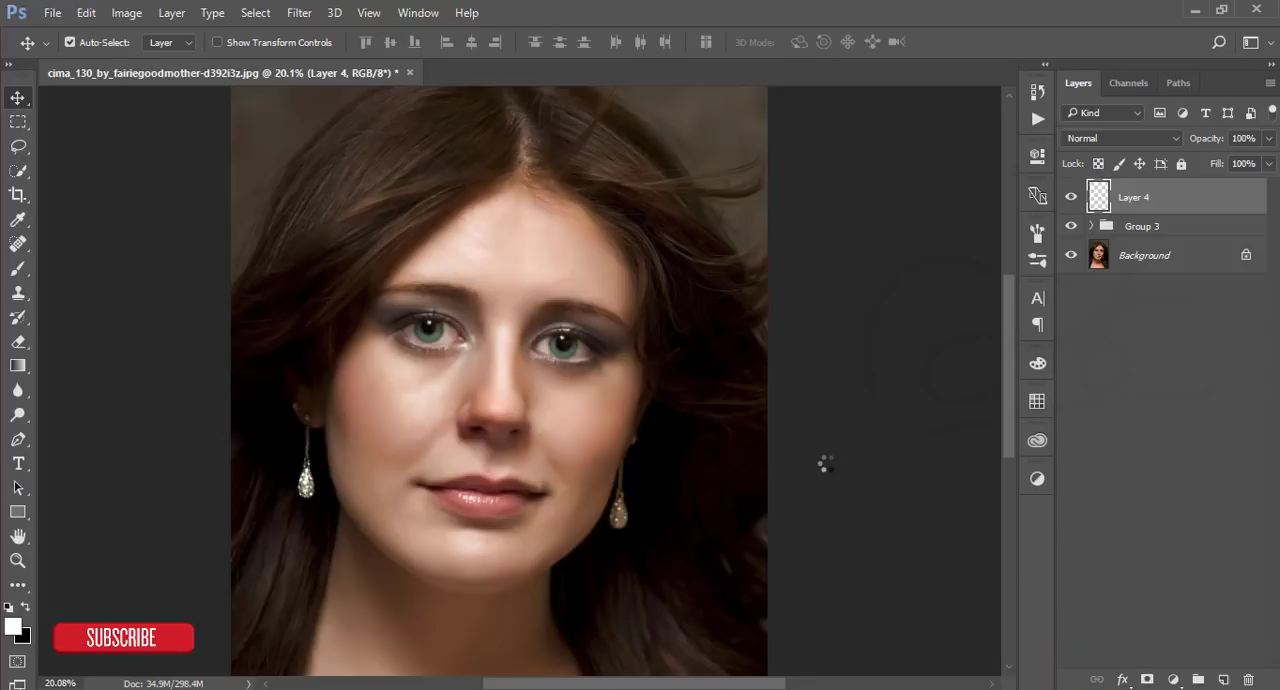 Ps File Edit Image Layer Type Select Filter 3D View Window Help
Auto-Select: Layer Show Transform Controls 3D Mode:
cima_130_by_fairiegoodmother-d392i3z.jpg @ 20.1% (Layer 4, RGB/8*) *
Layers Channels Paths
Kind
Normal Opacity: 100%
Lock: Fill: 100%
Layer 4
Group 3
Background
SUBSCRIBE
20.08% Doc: 34.9M/298.4M